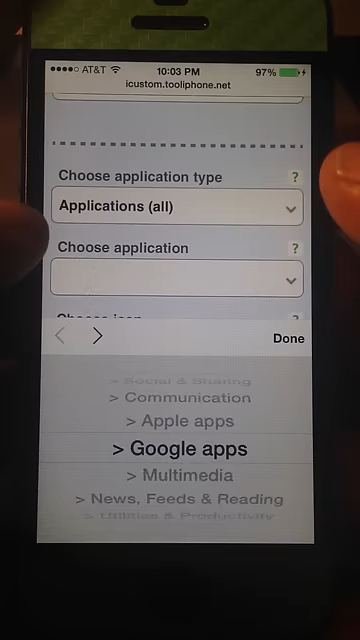 AT&T 10:03 PM 97%
icustom.tooliphone.net
Choose application type ?
Applications (all)
Choose application ?
Choose icon ?
< > Done
> Social & Sharing
> Communication
> Apple apps
> Google apps
> Multimedia
> News, Feeds & Reading
> Utilities & Productivity